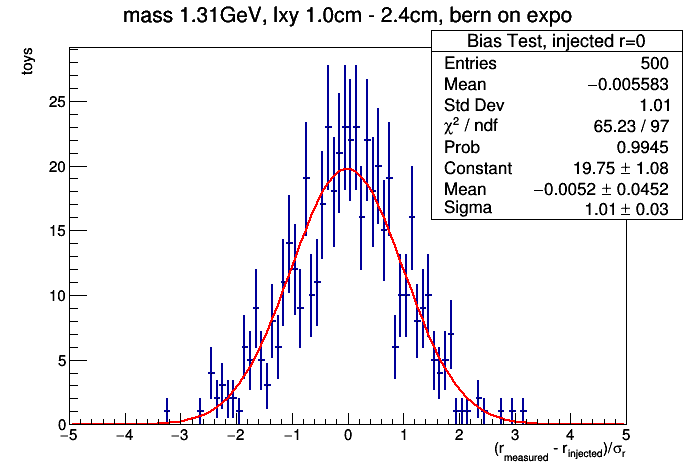 mass 1.31GeV, lxy 1.0cm - 2.4cm, bern on expo
toys
Bias Test, injected r=0
Entries 500
Mean −0.005583
Std Dev 1.01
χ² / ndf 65.23 / 97
Prob 0.9945
Constant 19.75 ± 1.08
Mean −0.0052 ± 0.0452
Sigma 1.01 ± 0.03
25
20
15
10
5
0
−5 −4 −3 −2 −1 0 1 2 3 4 5
(r_measured - r_injected)/σ_r